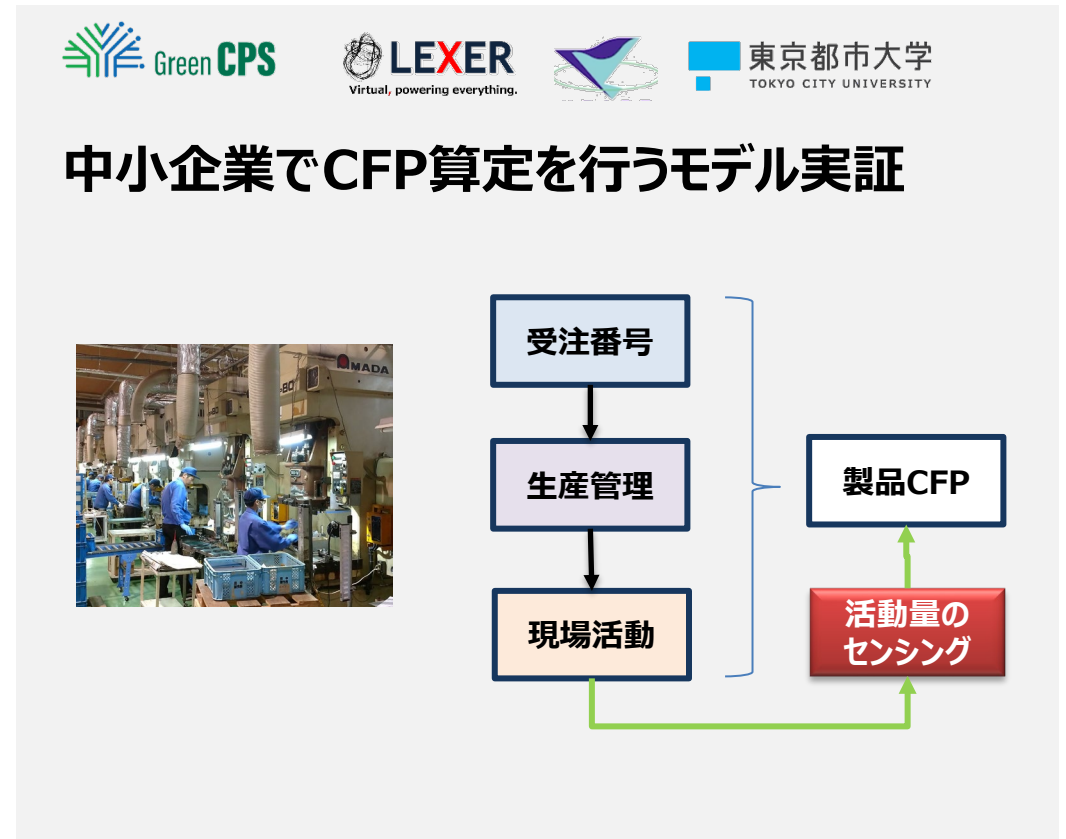 Green CPS
LEXER
Virtual, powering everything.
東京都市大学
TOKYO CITY UNIVERSITY
中小企業でCFP算定を行うモデル実証
受注番号
生産管理
現場活動
製品CFP
活動量の
センシング
AMADA